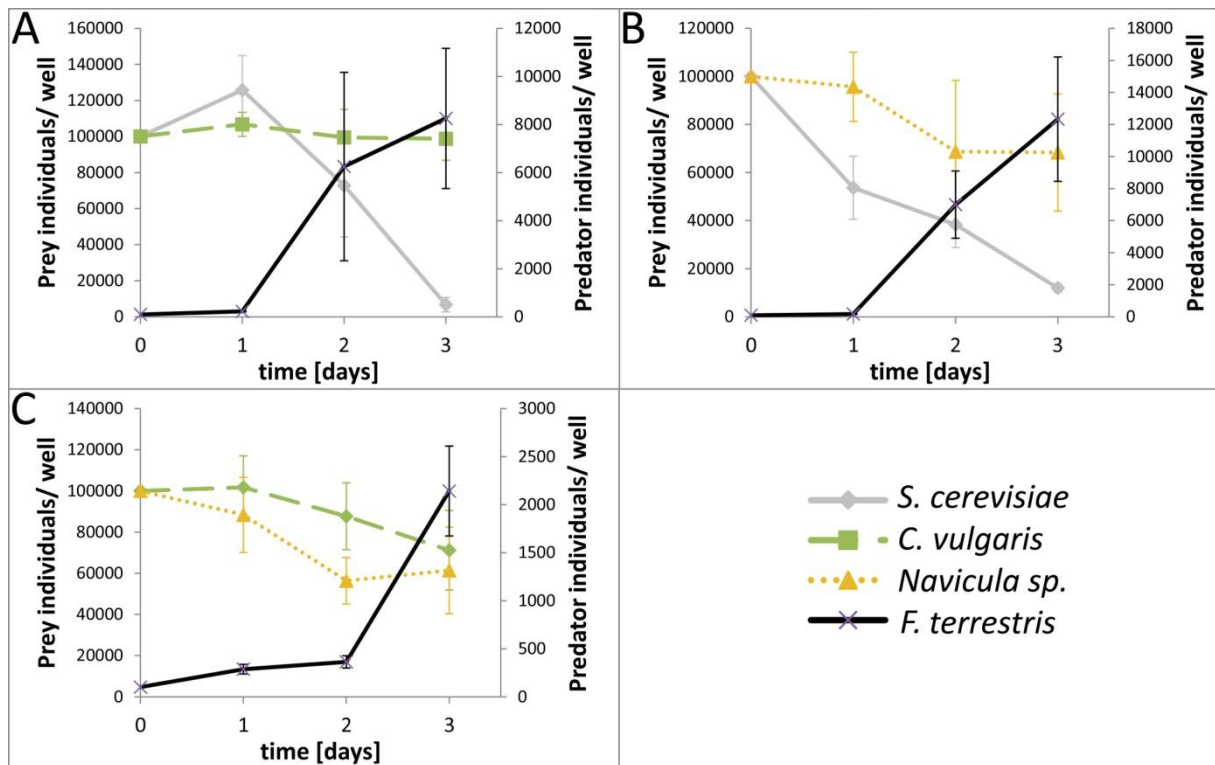 A
Prey individuals/ well
160000
140000
120000
100000
80000
60000
40000
20000
0
12000
10000
8000
6000
4000
2000
0
Predator individuals/ well
0 1 2 3
time [days]
B
Prey individuals/ well
120000
100000
80000
60000
40000
20000
0
18000
16000
14000
12000
10000
8000
6000
4000
2000
0
Predator individuals/ well
0 1 2 3
time [days]
C
Prey individuals/ well
140000
120000
100000
80000
60000
40000
20000
0
3000
2500
2000
1500
1000
500
0
Predator individuals/ well
0 1 2 3
time [days]
S. cerevisiae
C. vulgaris
Navicula sp.
F. terrestris